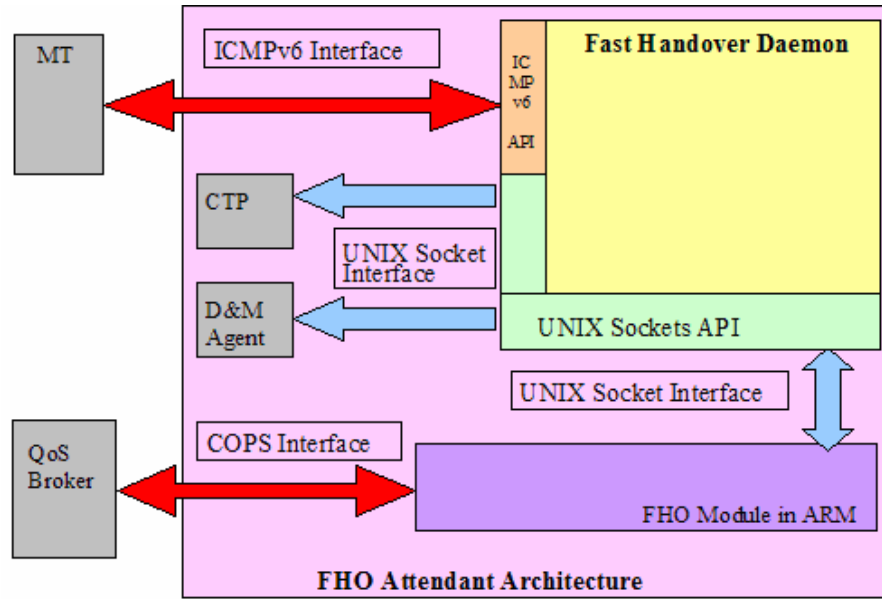 MT
ICMPv6 Interface
IC
MP
v6
API
Fast Handover Daemon
CTP
UNIX Socket
Interface
D&M
Agent
UNIX Sockets API
UNIX Socket Interface
QoS
Broker
COPS Interface
FHO Module in ARM
FHO Attendant Architecture